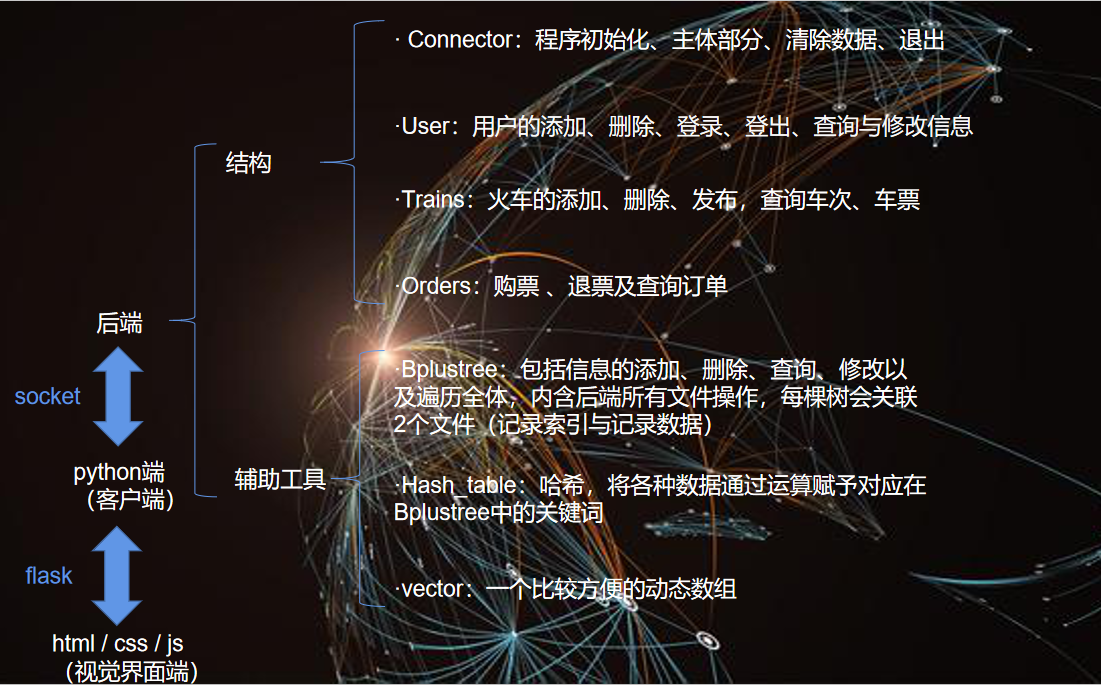 · Connector：程序初始化、主体部分、清除数据、退出
·User：用户的添加、删除、登录、登出、查询与修改信息
结构
·Trains：火车的添加、删除、发布，查询车次、车票
·Orders：购票 、退票及查询订单
后端
·Bplustree：包括信息的添加、删除、查询、修改以
及遍历全体，内含后端所有文件操作，每棵树会关联
2个文件（记录索引与记录数据）
socket
python端
（客户端）
辅助工具
·Hash_table：哈希，将各种数据通过运算赋予对应在
Bplustree中的关键词
flask
·vector：一个比较方便的动态数组
html / css / js
（视觉界面端）